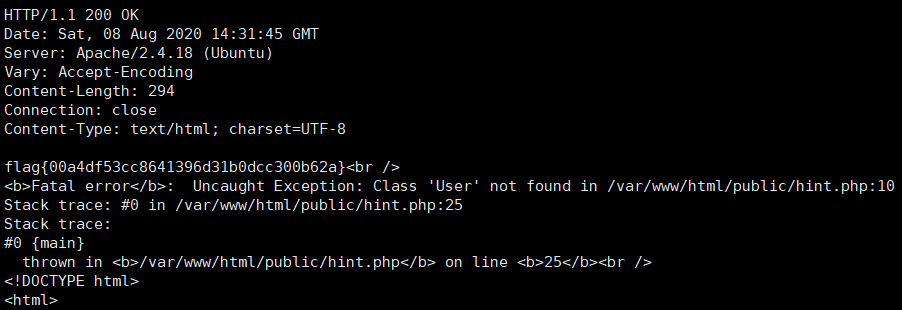 HTTP/1.1 200 OK
Date: Sat, 08 Aug 2020 14:31:45 GMT
Server: Apache/2.4.18 (Ubuntu)
Vary: Accept-Encoding
Content-Length: 294
Connection: close
Content-Type: text/html; charset=UTF-8

flag{00a4df53cc8641396d31b0dcc300b62a}<br />
<b>Fatal error</b>:  Uncaught Exception: Class 'User' not found in /var/www/html/public/hint.php:10
Stack trace: #0 in /var/www/html/public/hint.php:25
Stack trace:
#0 {main}
  thrown in <b>/var/www/html/public/hint.php</b> on line <b>25</b><br />
<!DOCTYPE html>
<html>